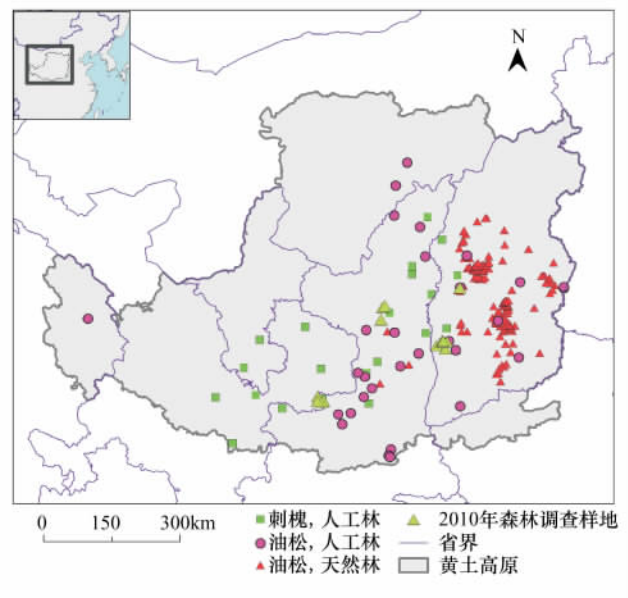 N
0 150 300km
刺槐, 人工林
2010年森林调查样地
油松, 人工林
省界
油松, 天然林
黄土高原